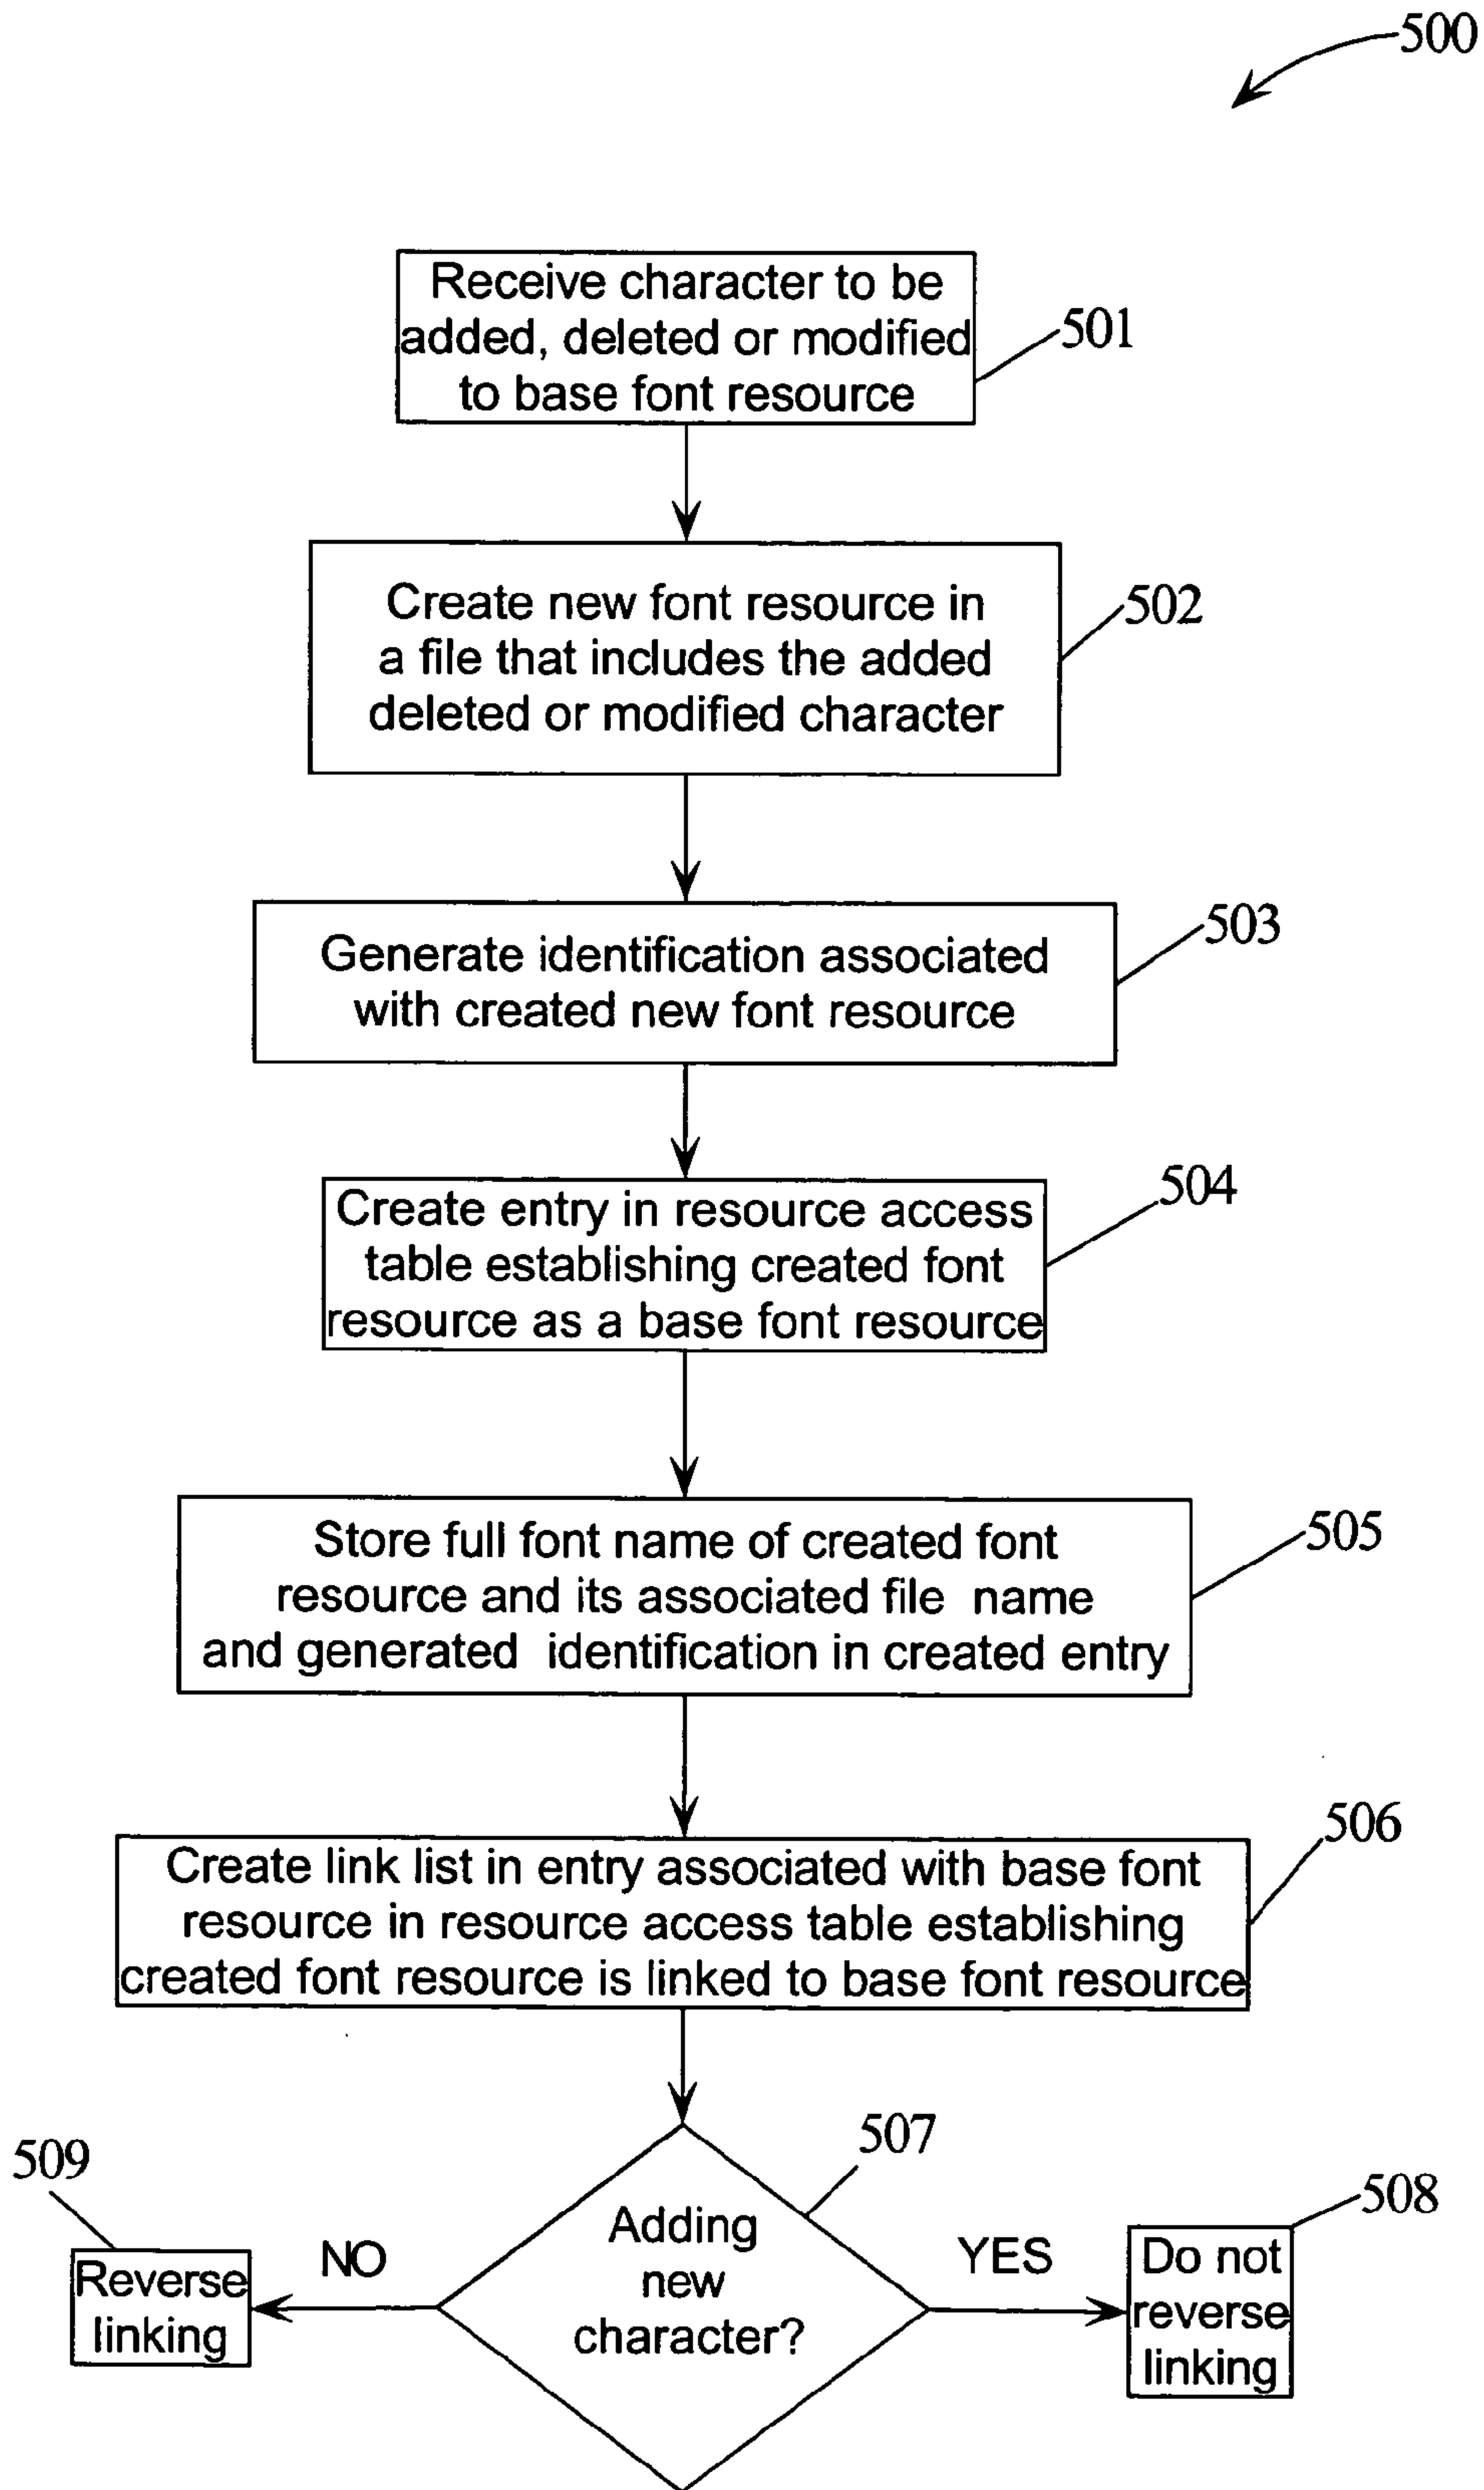 500
Receive character to be
added, deleted or modified
to base font resource
501
Create new font resource in
a file that includes the added
deleted or modified character
502
Generate identification associated
with created new font resource
503
Create entry in resource access
table establishing created font
resource as a base font resource
504
Store full font name of created font
resource and its associated file name
and generated identification in created entry
505
Create link list in entry associated with base font
resource in resource access table establishing
created font resource is linked to base font resource
506
Adding
new
character?
507
NO
YES
509
Reverse
linking
508
Do not
reverse
linking